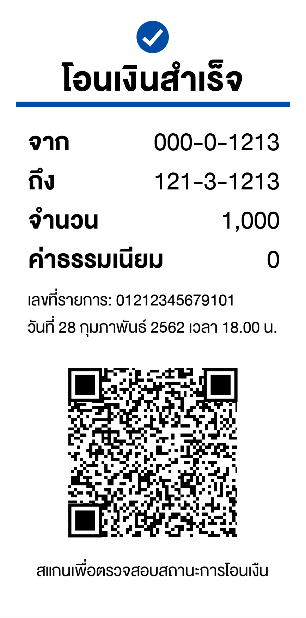 โอนเงินสำเร็จ
จาก 000-0-1213
ถึง 121-3-1213
จำนวน 1,000
ค่าธรรมเนียม 0
เลขที่รายการ: 01212345679101
วันที่ 28 กุมภาพันธ์ 2562 เวลา 18.00 น.
สแกนเพื่อตรวจสอบสถานะการโอนเงิน